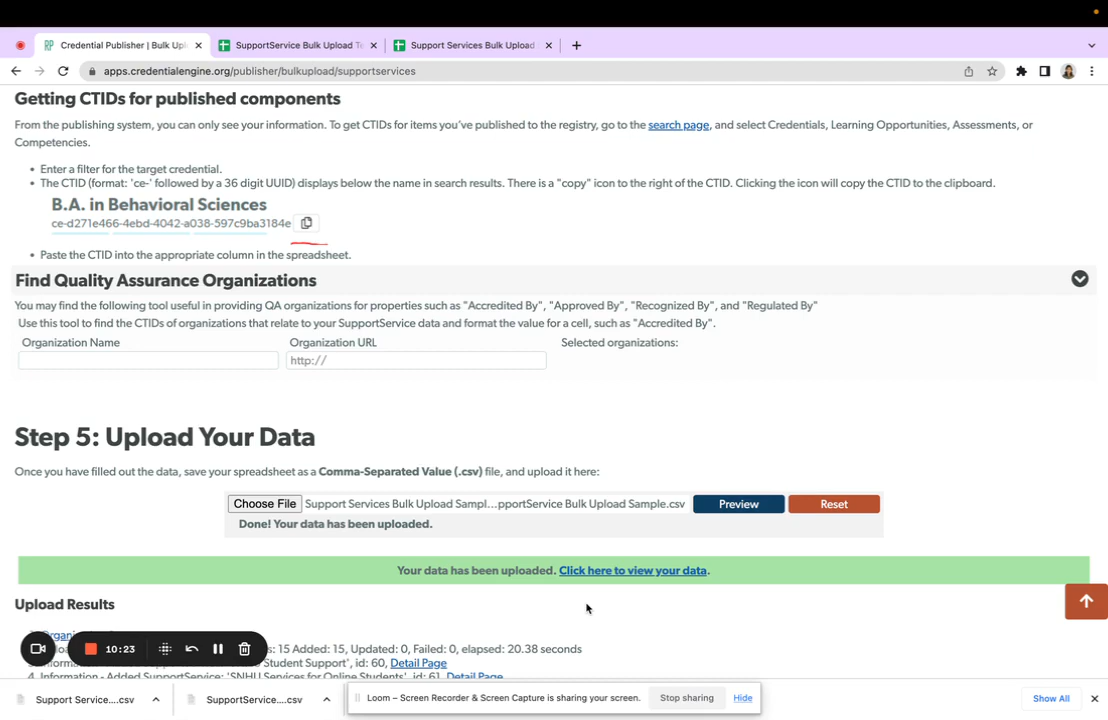 Credential Publisher | Bulk Upl
SupportService Bulk Upload Te
Support Services Bulk Upload
apps.credentialengine.org/publisher/bulkupload/supportservices
Getting CTIDs for published components
From the publishing system, you can only see your information. To get CTIDs for items you've published to the registry, go to the search page, and select Credentials, Learning Opportunities, Assessments, or
Competencies.
• Enter a filter for the target credential.
• The CTID (format: 'ce-' followed by a 36 digit UUID) displays below the name in search results. There is a "copy" icon to the right of the CTID. Clicking the icon will copy the CTID to the clipboard.
B.A. in Behavioral Sciences
ce-d271e466-4ebd-4042-a038-597c9ba3184e
• Paste the CTID into the appropriate column in the spreadsheet.
Find Quality Assurance Organizations
You may find the following tool useful in providing QA organizations for properties such as "Accredited By", "Approved By", "Recognized By", and "Regulated By"
Use this tool to find the CTIDs of organizations that relate to your SupportService data and format the value for a cell, such as "Accredited By".
Organization Name Organization URL Selected organizations:
http://
Step 5: Upload Your Data
Once you have filled out the data, save your spreadsheet as a Comma-Separated Value (.csv) file, and upload it here:
Choose File Support Services Bulk Upload Sampl...pportService Bulk Upload Sample.csv Preview Reset
Done! Your data has been uploaded.
Your data has been uploaded. Click here to view your data.
Upload Results
10:23
: 15 Added: 15, Updated: 0, Failed: 0, elapsed: 20.38 seconds
Student Support', id: 60, Detail Page
4. Information - Added SupportService: 'SNHU Services for Online Students', id: 61, Detail Page
Support Service....csv
SupportService....csv
Loom – Screen Recorder & Screen Capture is sharing your screen. Stop sharing Hide
Show All